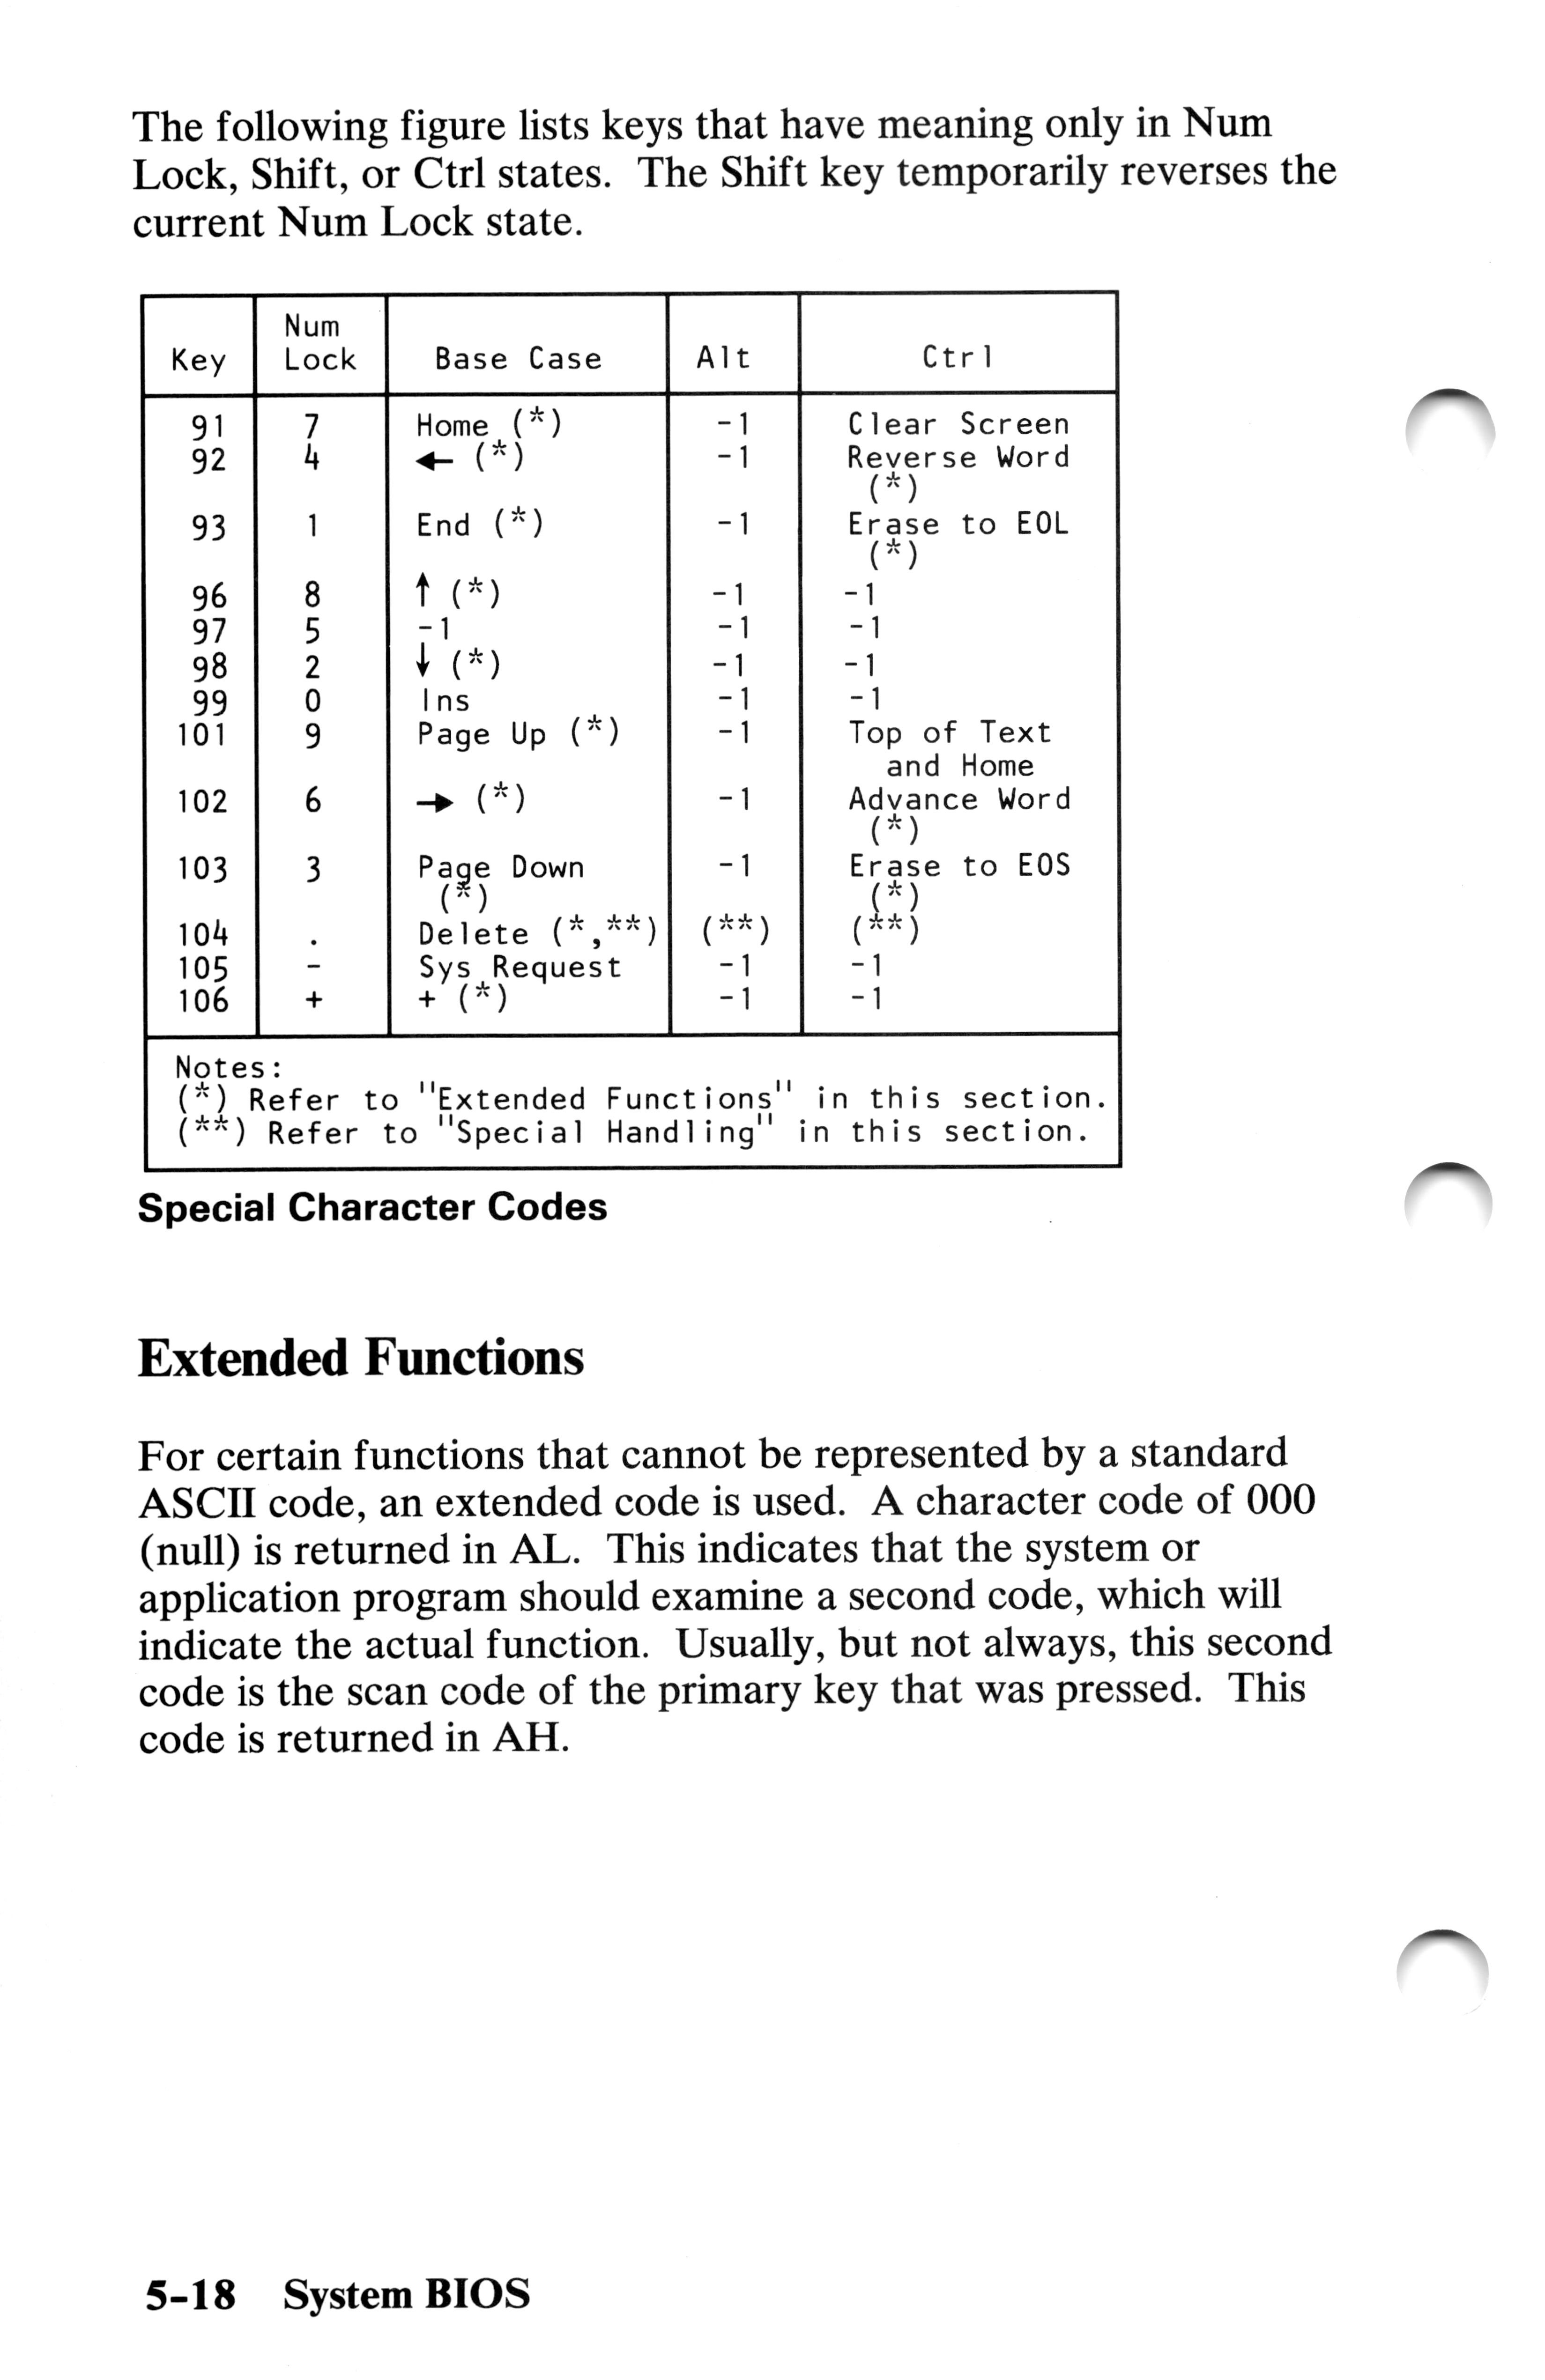 The following figure lists keys that have meaning only in Num
Lock, Shift, or Ctrl states. The Shift key temporarily reverses the
current Num Lock state.
Key Num Lock Base Case Alt Ctrl
91 7 Home (*) -1 Clear Screen
92 4 ← (*) -1 Reverse Word
(*)
93 1 End (*) -1 Erase to EOL
(*)
96 8 ↑ (*) -1 -1
97 5 -1 -1 -1
98 2 ↓ (*) -1 -1
99 0 Ins -1 -1
101 9 Page Up (*) -1 Top of Text
and Home
102 6 → (*) -1 Advance Word
(*)
103 3 Page Down -1 Erase to EOS
(*) (*)
104 . Delete (*,**) (**) (**)
105 - Sys Request -1 -1
106 + + (*) -1 -1
Notes:
(*) Refer to "Extended Functions" in this section.
(**) Refer to "Special Handling" in this section.
Special Character Codes
Extended Functions
For certain functions that cannot be represented by a standard
ASCII code, an extended code is used. A character code of 000
(null) is returned in AL. This indicates that the system or
application program should examine a second code, which will
indicate the actual function. Usually, but not always, this second
code is the scan code of the primary key that was pressed. This
code is returned in AH.
5-18 System BIOS